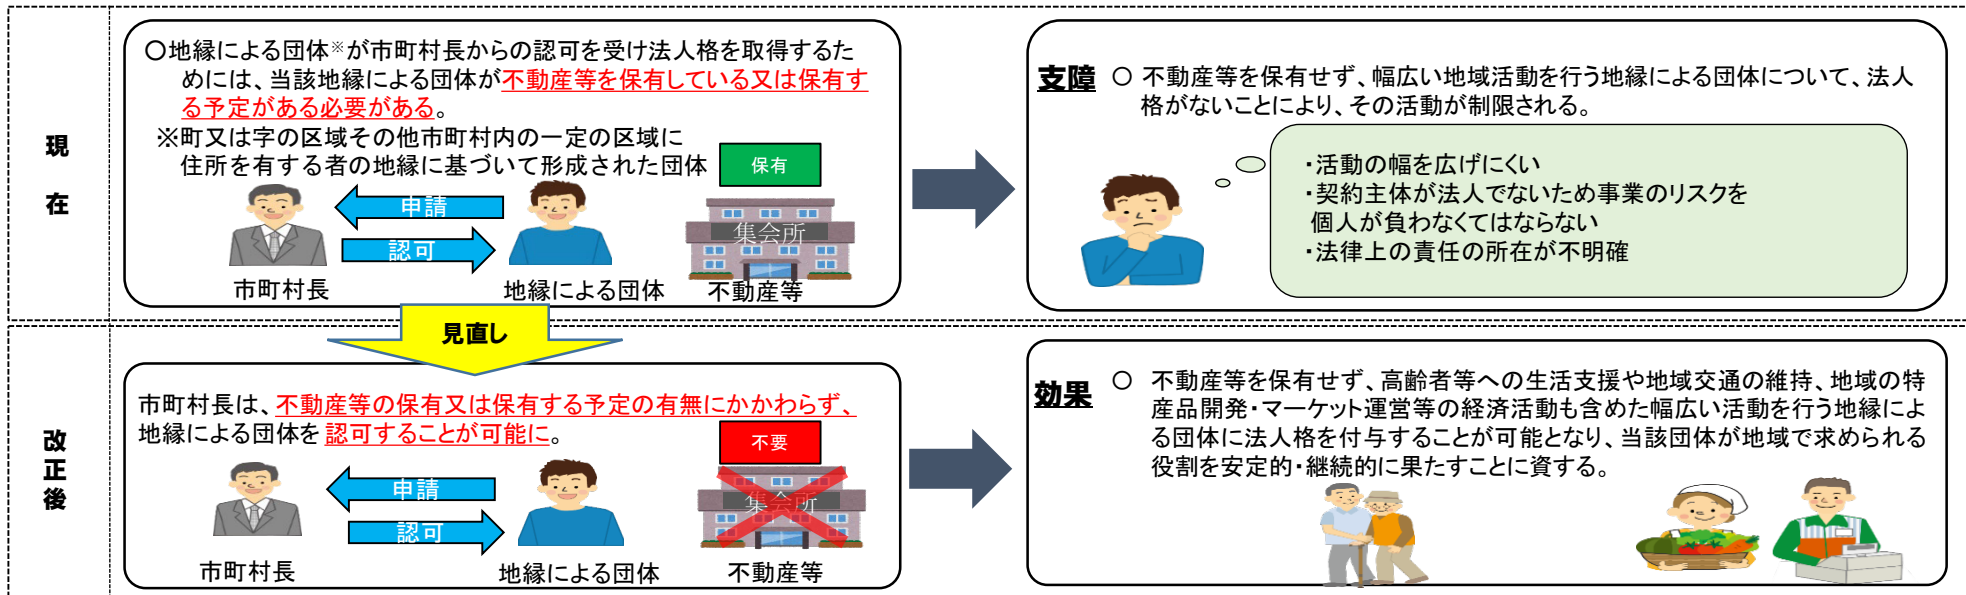 現在
〇地縁による団体※が市町村長からの認可を受け法人格を取得するた
めには、当該地縁による団体が不動産等を保有している又は保有す
る予定がある必要がある。
※町又は字の区域その他市町村内の一定の区域に
住所を有する者の地縁に基づいて形成された団体
保有
申請
認可
集会所
市町村長
地縁による団体
不動産等
支障
〇 不動産等を保有せず、幅広い地域活動を行う地縁による団体について、法人
格がないことにより、その活動が制限される。
・活動の幅を広げにくい
・契約主体が法人でないため事業のリスクを
個人が負わなくてはならない
・法律上の責任の所在が不明確
見直し
改正後
市町村長は、不動産等の保有又は保有する予定の有無にかかわらず、
地縁による団体を認可することが可能に。
不要
申請
認可
集会所
市町村長
地縁による団体
不動産等
効果
〇 不動産等を保有せず、高齢者等への生活支援や地域交通の維持、地域の特
産品開発・マーケット運営等の経済活動も含めた幅広い活動を行う地縁によ
る団体に法人格を付与することが可能となり、当該団体が地域で求められる
役割を安定的・継続的に果たすことに資する。